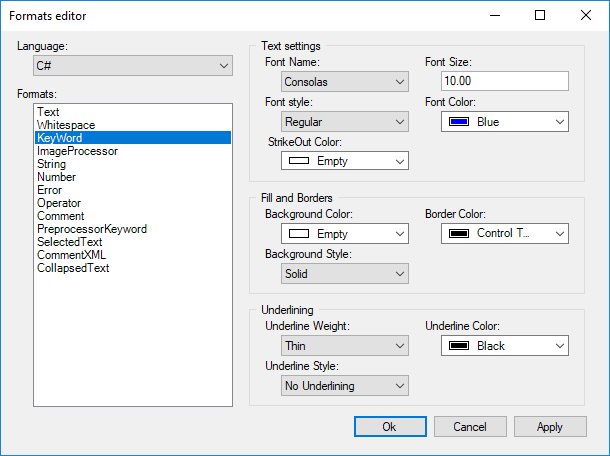 Formats editor
Language:
C#
Formats:
Text
Whitespace
KeyWord
ImageProcessor
String
Number
Error
Operator
Comment
PreprocessorKeyword
SelectedText
CommentXML
CollapsedText
Text settings
Font Name:
Font Size:
Consolas
10.00
Font style:
Font Color:
Regular
Blue
StrikeOut Color:
Empty
Fill and Borders
Background Color:
Border Color:
Empty
Control T...
Background Style:
Solid
Underlining
Underline Weight:
Underline Color:
Thin
Black
Underline Style:
No Underlining
Ok
Cancel
Apply